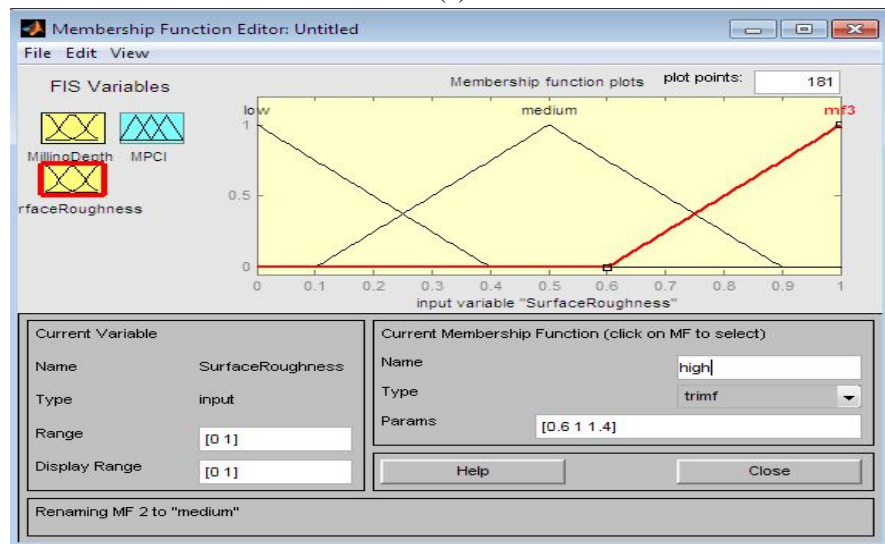 Membership Function Editor: Untitled
File Edit View
FIS Variables
Membership function plots
plot points:
181
MillingDepth
MPCI
rfaceRoughness
low
medium
mf3
1
0.5
0
0 0.1 0.2 0.3 0.4 0.5 0.6 0.7 0.8 0.9 1
input variable "SurfaceRoughness"
Current Variable
Name SurfaceRoughness
Type input
Range [0 1]
Display Range [0 1]
Current Membership Function (click on MF to select)
Name high
Type trimf
Params [0.6 1 1.4]
Help
Close
Renaming MF 2 to "medium"